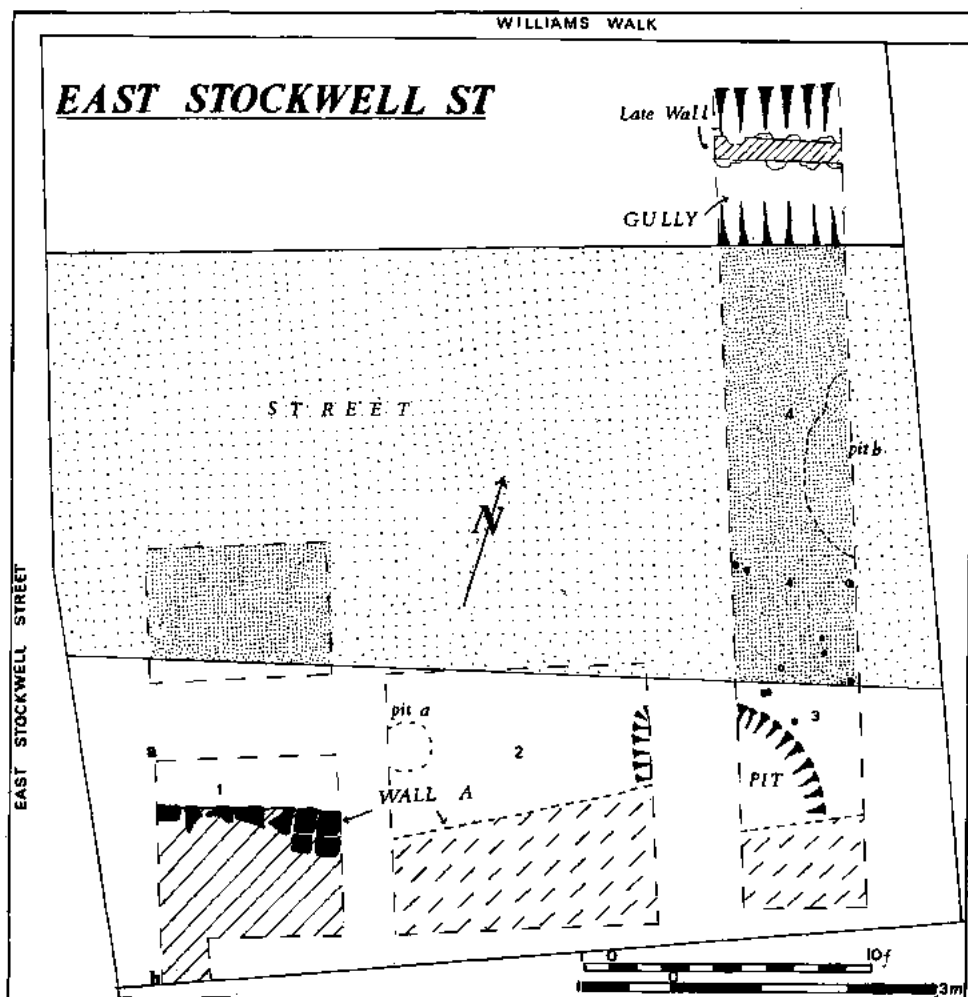 WILLIAMS WALK
EAST STOCKWELL ST
Late Wall
GULLY
STREET
4
pit b
N
4
EAST STOCKWELL STREET
pit a
3
a
2
1
WALL A
PIT
b
0 10f
0 3m